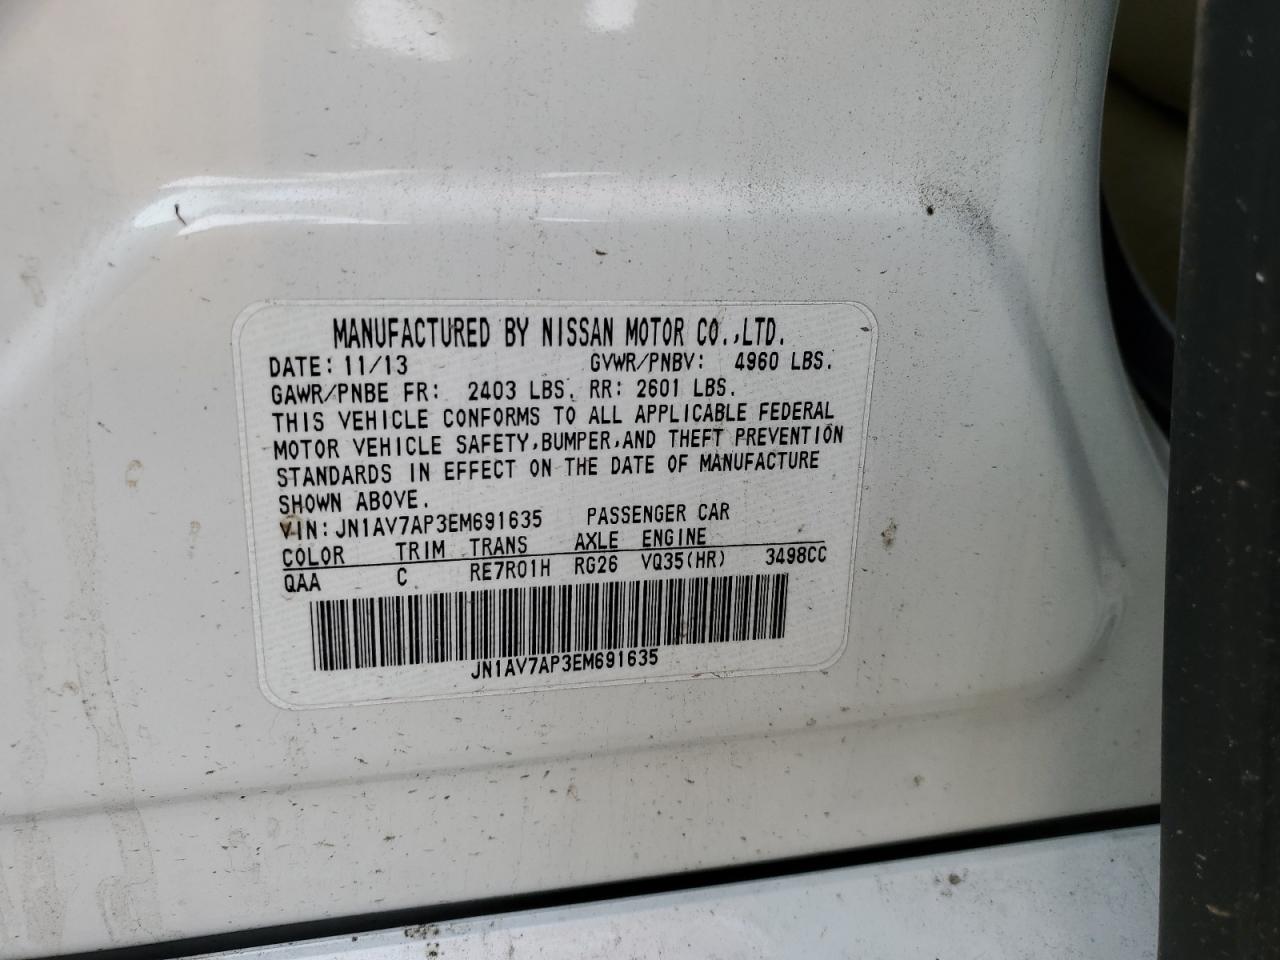 MANUFACTURED BY NISSAN MOTOR CO.,LTD.
DATE: 11/13 GVWR/PNBV: 4960 LBS.
GAWR/PNBE FR: 2403 LBS. RR: 2601 LBS.
THIS VEHICLE CONFORMS TO ALL APPLICABLE FEDERAL
MOTOR VEHICLE SAFETY,BUMPER,AND THEFT PREVENTION
STANDARDS IN EFFECT ON THE DATE OF MANUFACTURE
SHOWN ABOVE.
VIN: JN1AV7AP3EM691635 PASSENGER CAR
COLOR TRIM TRANS AXLE ENGINE
QAA C RE7R01H RG26 VQ35(HR) 3498CC
JN1AV7AP3EM691635